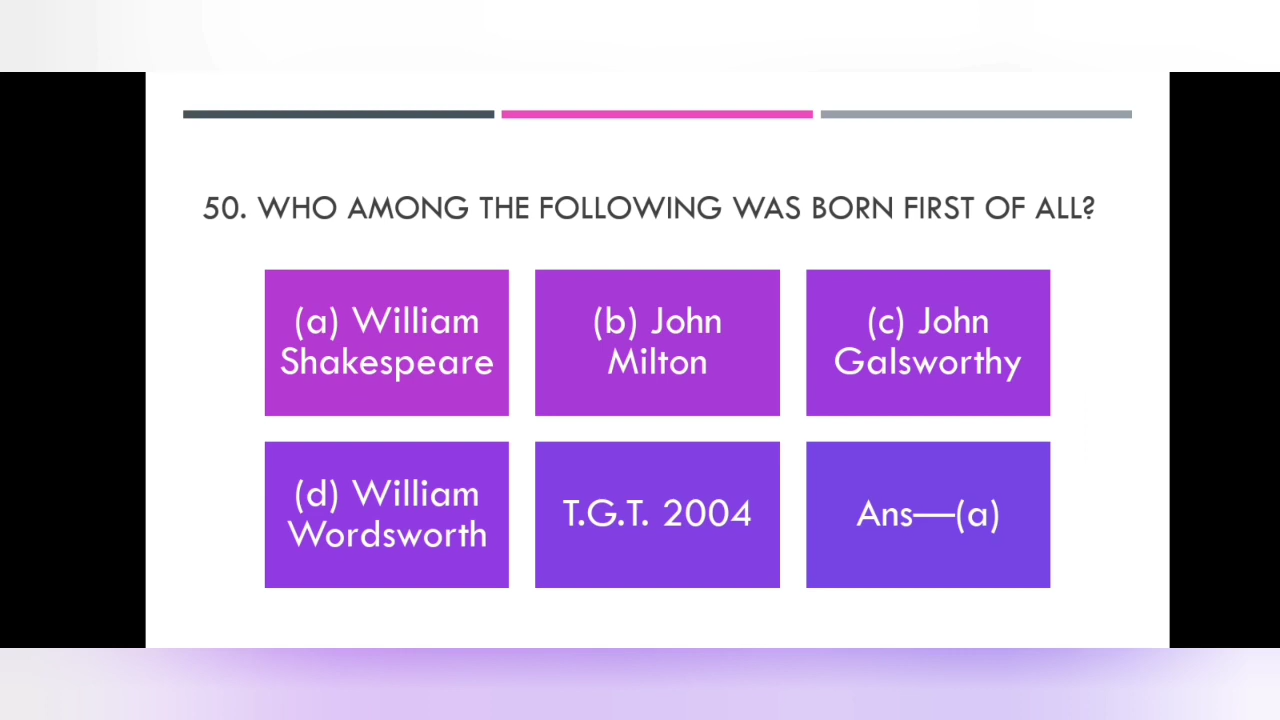 50. WHO AMONG THE FOLLOWING WAS BORN FIRST OF ALL?
(a) William
Shakespeare
(b) John
Milton
(c) John
Galsworthy
(d) William
Wordsworth
T.G.T. 2004
Ans—(a)